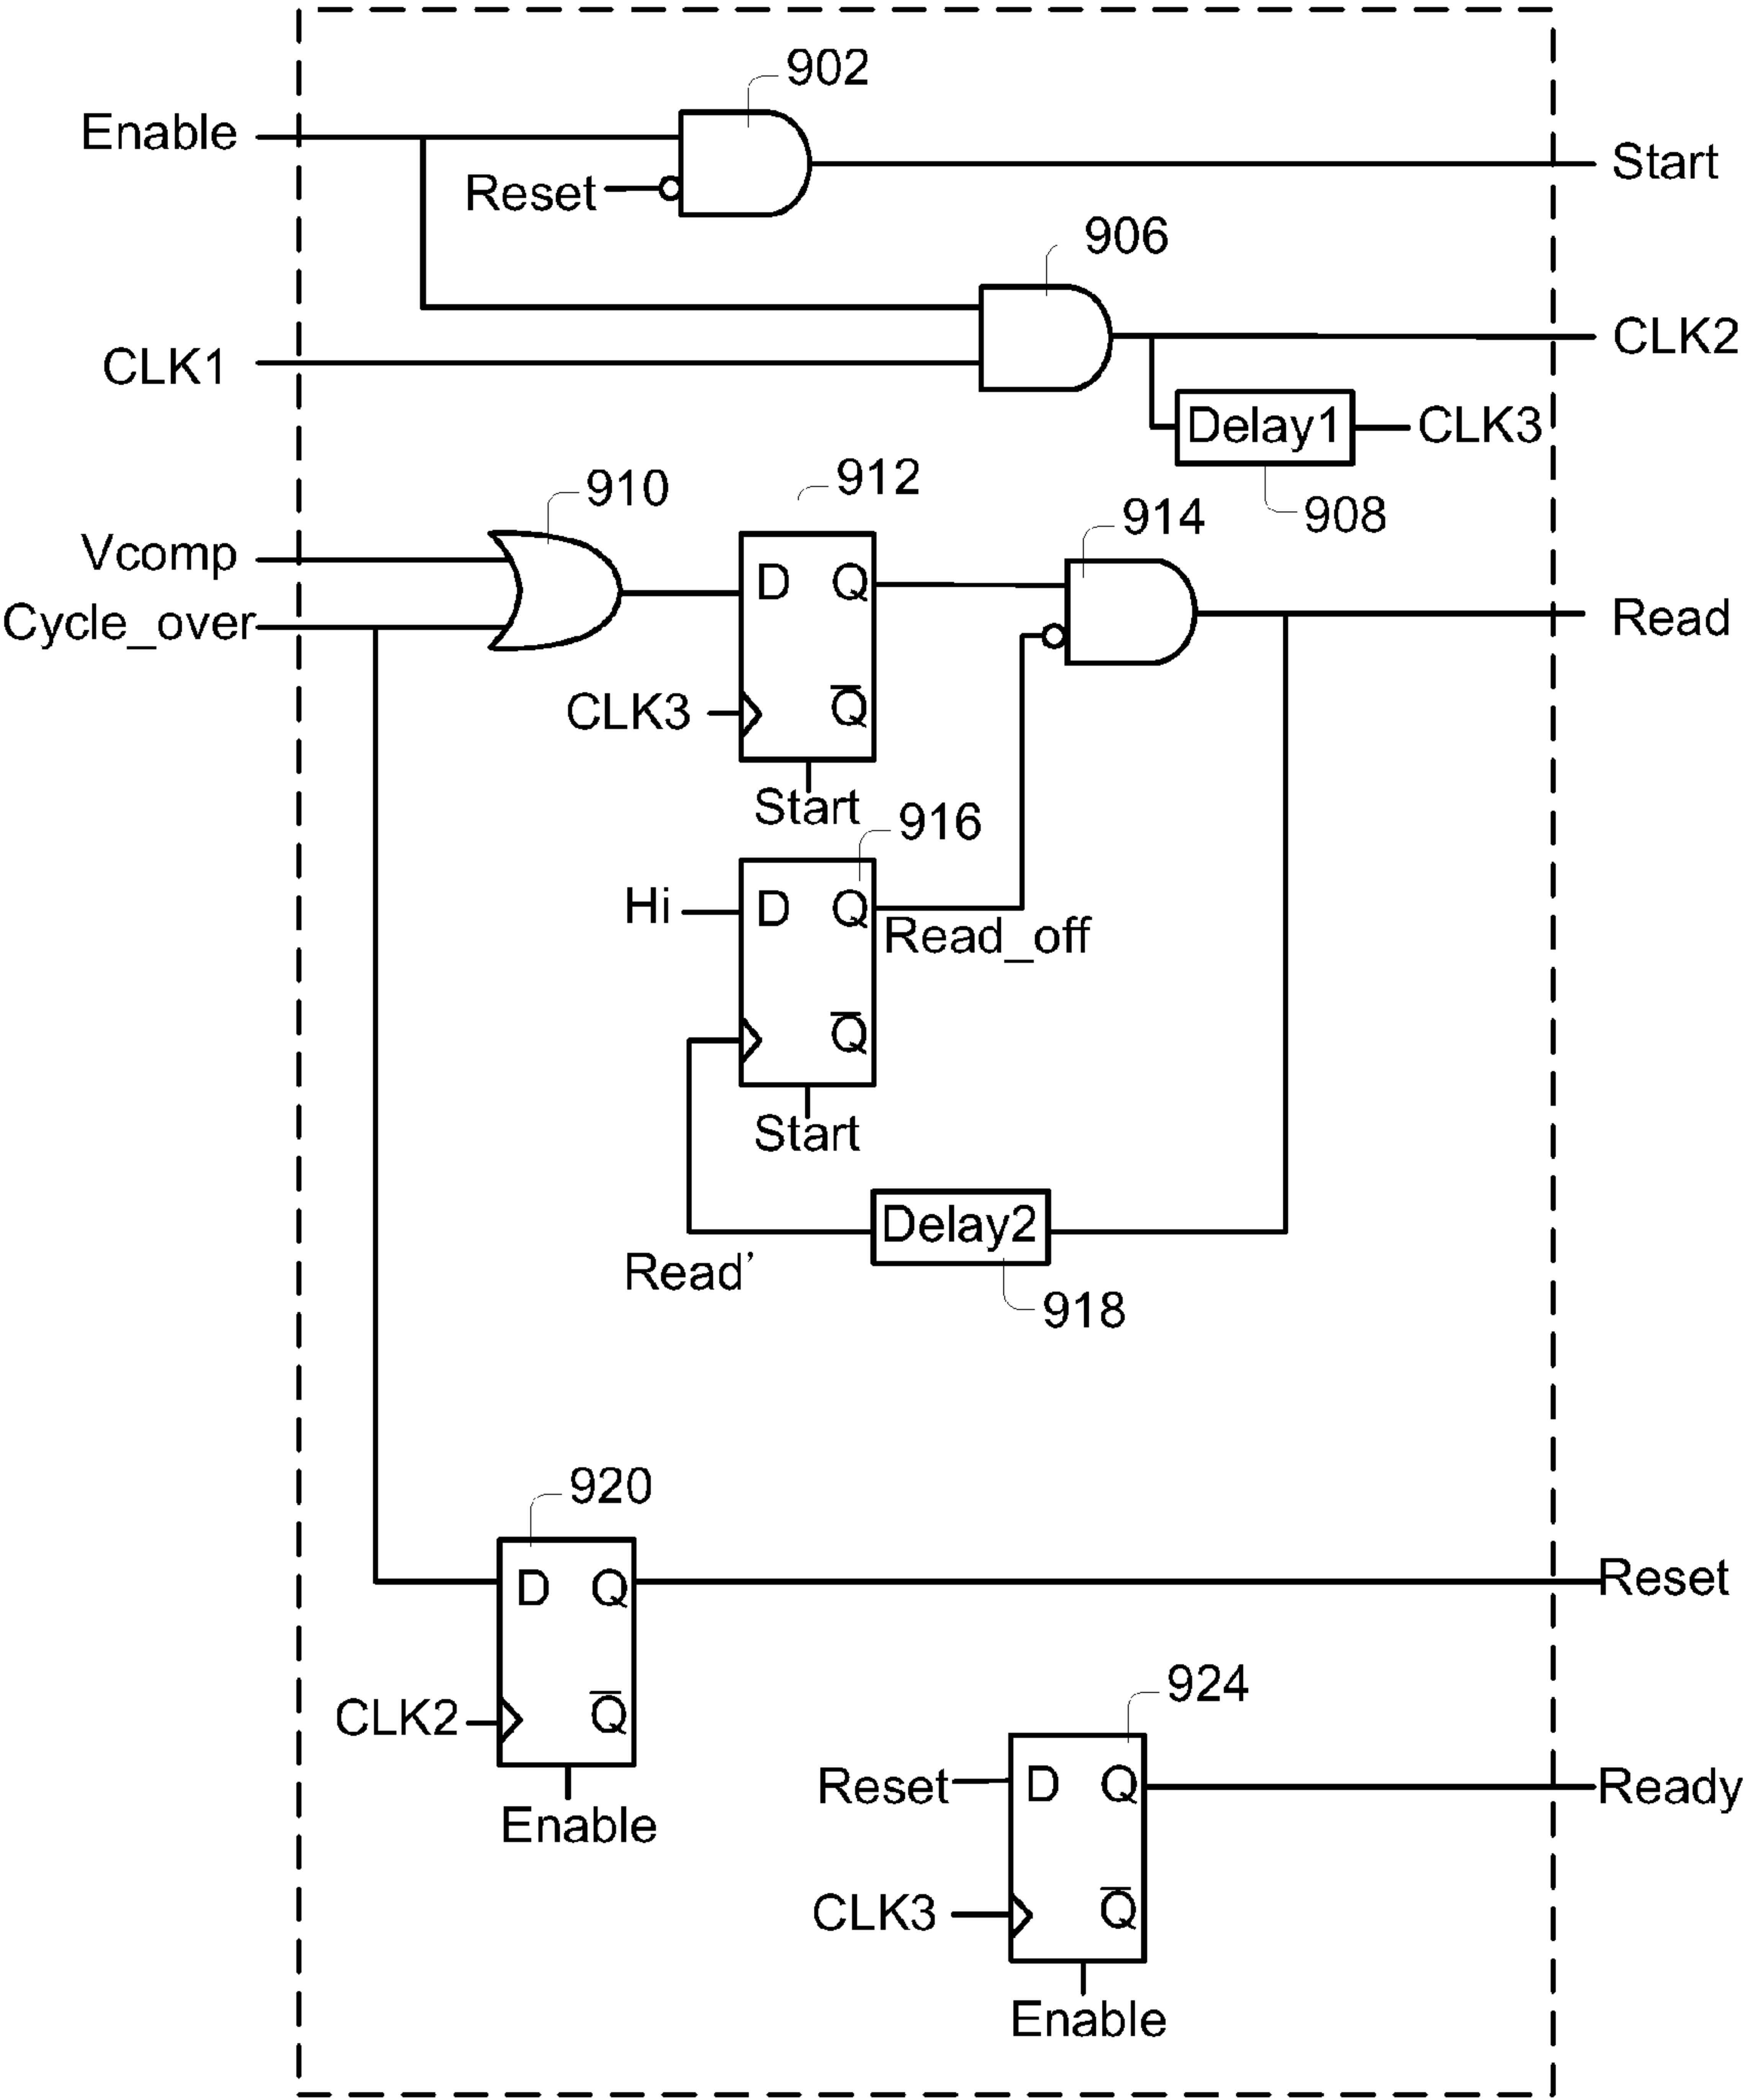 902
Enable
Start
Reset
906
CLK1
CLK2
Delay1
CLK3
908
910
912
914
Vcomp
D
Q
Cycle_over
Read
CLK3
Q
Start
916
Hi
D
Q
Read_off
Q
Start
Delay2
Read’
918
920
D
Q
Reset
CLK2
Q
924
Enable
Reset
D
Q
Ready
CLK3
Q
Enable